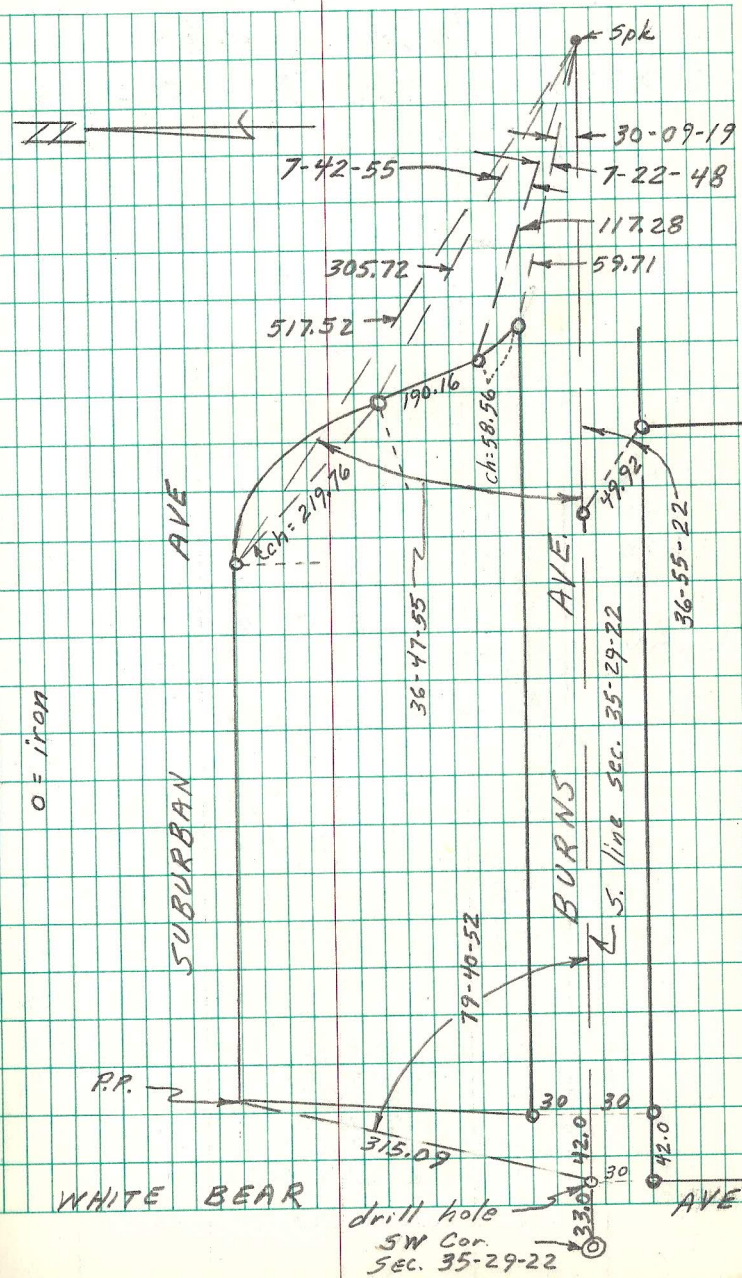 Spk
30-09-19
7-42-55
7-22-48
117.28
305.72
59.71
517.52
190.16
ch=58.56
ch=219.76
49.92
AVE
AVE.
36-47-55
36-55-22
O = iron
SUBURBAN
BURNS
S. line sec. 35-29-22
79-40-52
P.P.
30
30
315.09
42.0
42.0
30
WHITE BEAR
AVE
drill hole
33.0
SW Cor.
SEC. 35-29-22